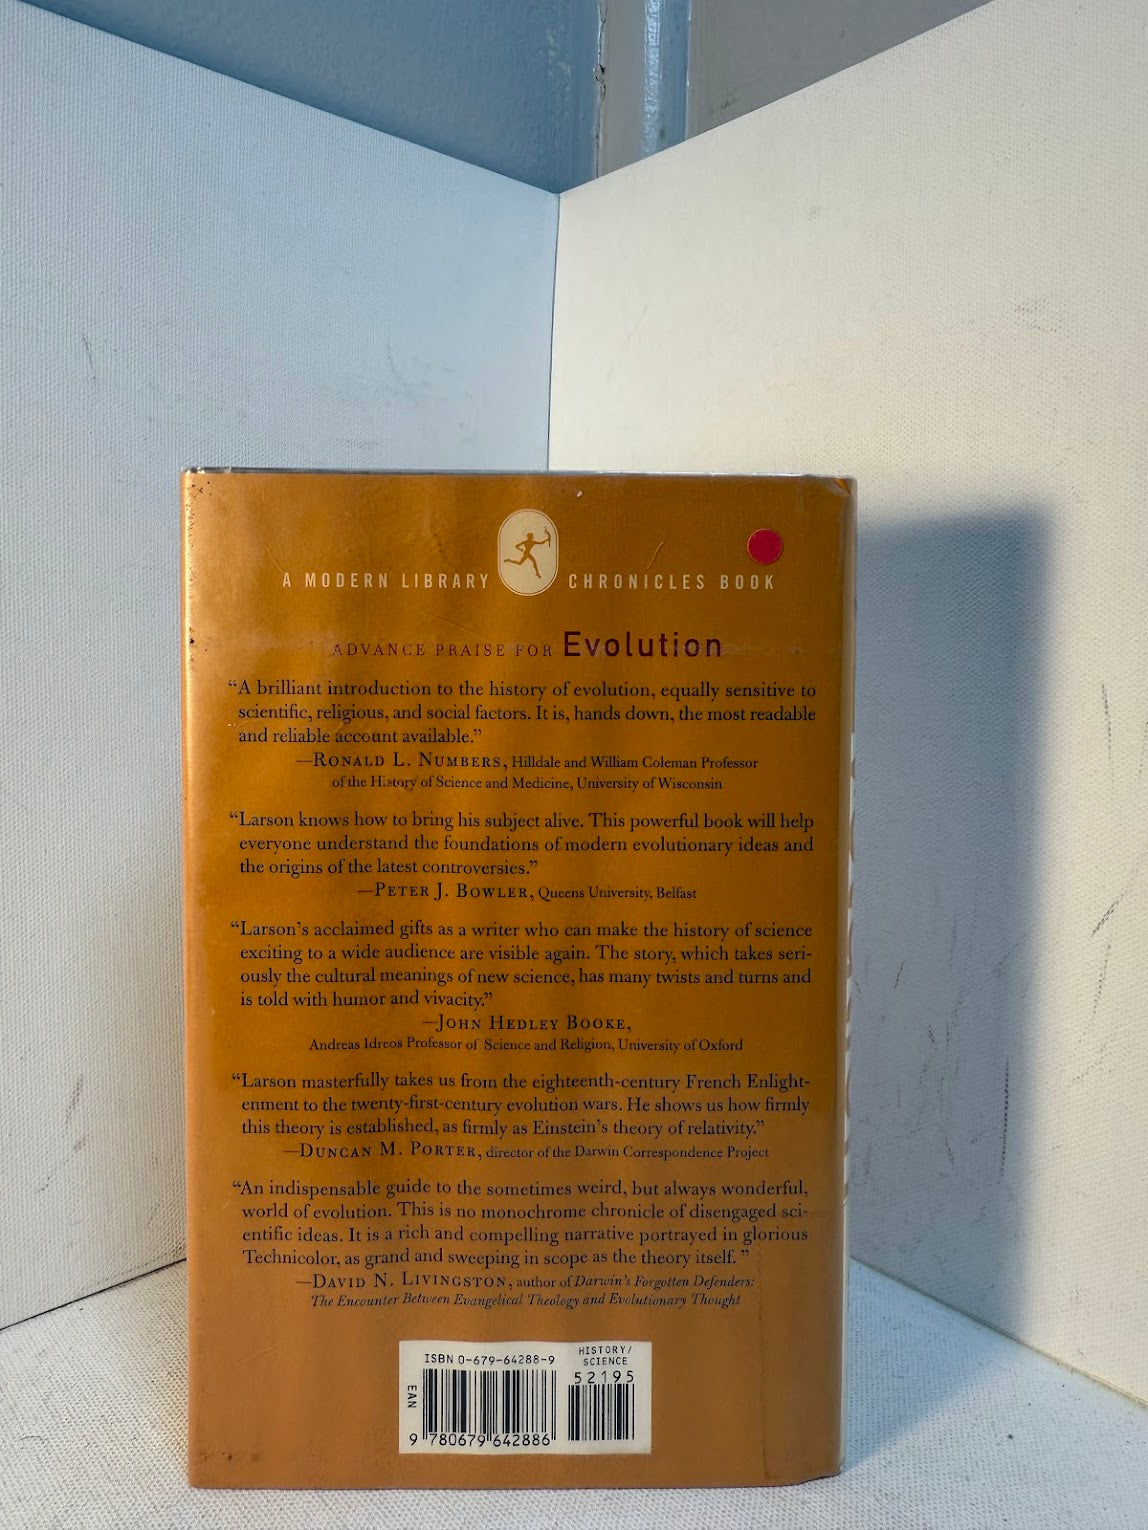 A MODERN LIBRARY CHRONICLES BOOK
ADVANCE PRAISE FOR Evolution
“A brilliant introduction to the history of evolution, equally sensitive to
scientific, religious, and social factors. It is, hands down, the most readable
and reliable account available.”
—RONALD L. NUMBERS, Hilldale and William Coleman Professor
of the History of Science and Medicine, University of Wisconsin
“Larson knows how to bring his subject alive. This powerful book will help
everyone understand the foundations of modern evolutionary ideas and
the origins of the latest controversies.”
—PETER J. BOWLER, Queens University, Belfast
“Larson’s acclaimed gifts as a writer who can make the history of science
exciting to a wide audience are visible again. The story, which takes seri-
ously the cultural meanings of new science, has many twists and turns and
is told with humor and vivacity.”
—JOHN HEDLEY BOOKE,
Andreas Idreos Professor of Science and Religion, University of Oxford
“Larson masterfully takes us from the eighteenth-century French Enlight-
enment to the twenty-first-century evolution wars. He shows us how firmly
this theory is established, as firmly as Einstein’s theory of relativity.”
—DUNCAN M. PORTER, director of the Darwin Correspondence Project
“An indispensable guide to the sometimes weird, but always wonderful,
world of evolution. This is no monochrome chronicle of disengaged sci-
entific ideas. It is a rich and compelling narrative portrayed in glorious
Technicolor, as grand and sweeping in scope as the theory itself. ”
—DAVID N. LIVINGSTON, author of Darwin’s Forgotten Defenders:
The Encounter Between Evangelical Theology and Evolutionary Thought
ISBN 0-679-64288-9
HISTORY/
SCIENCE
52195
EAN
9 780679 642886